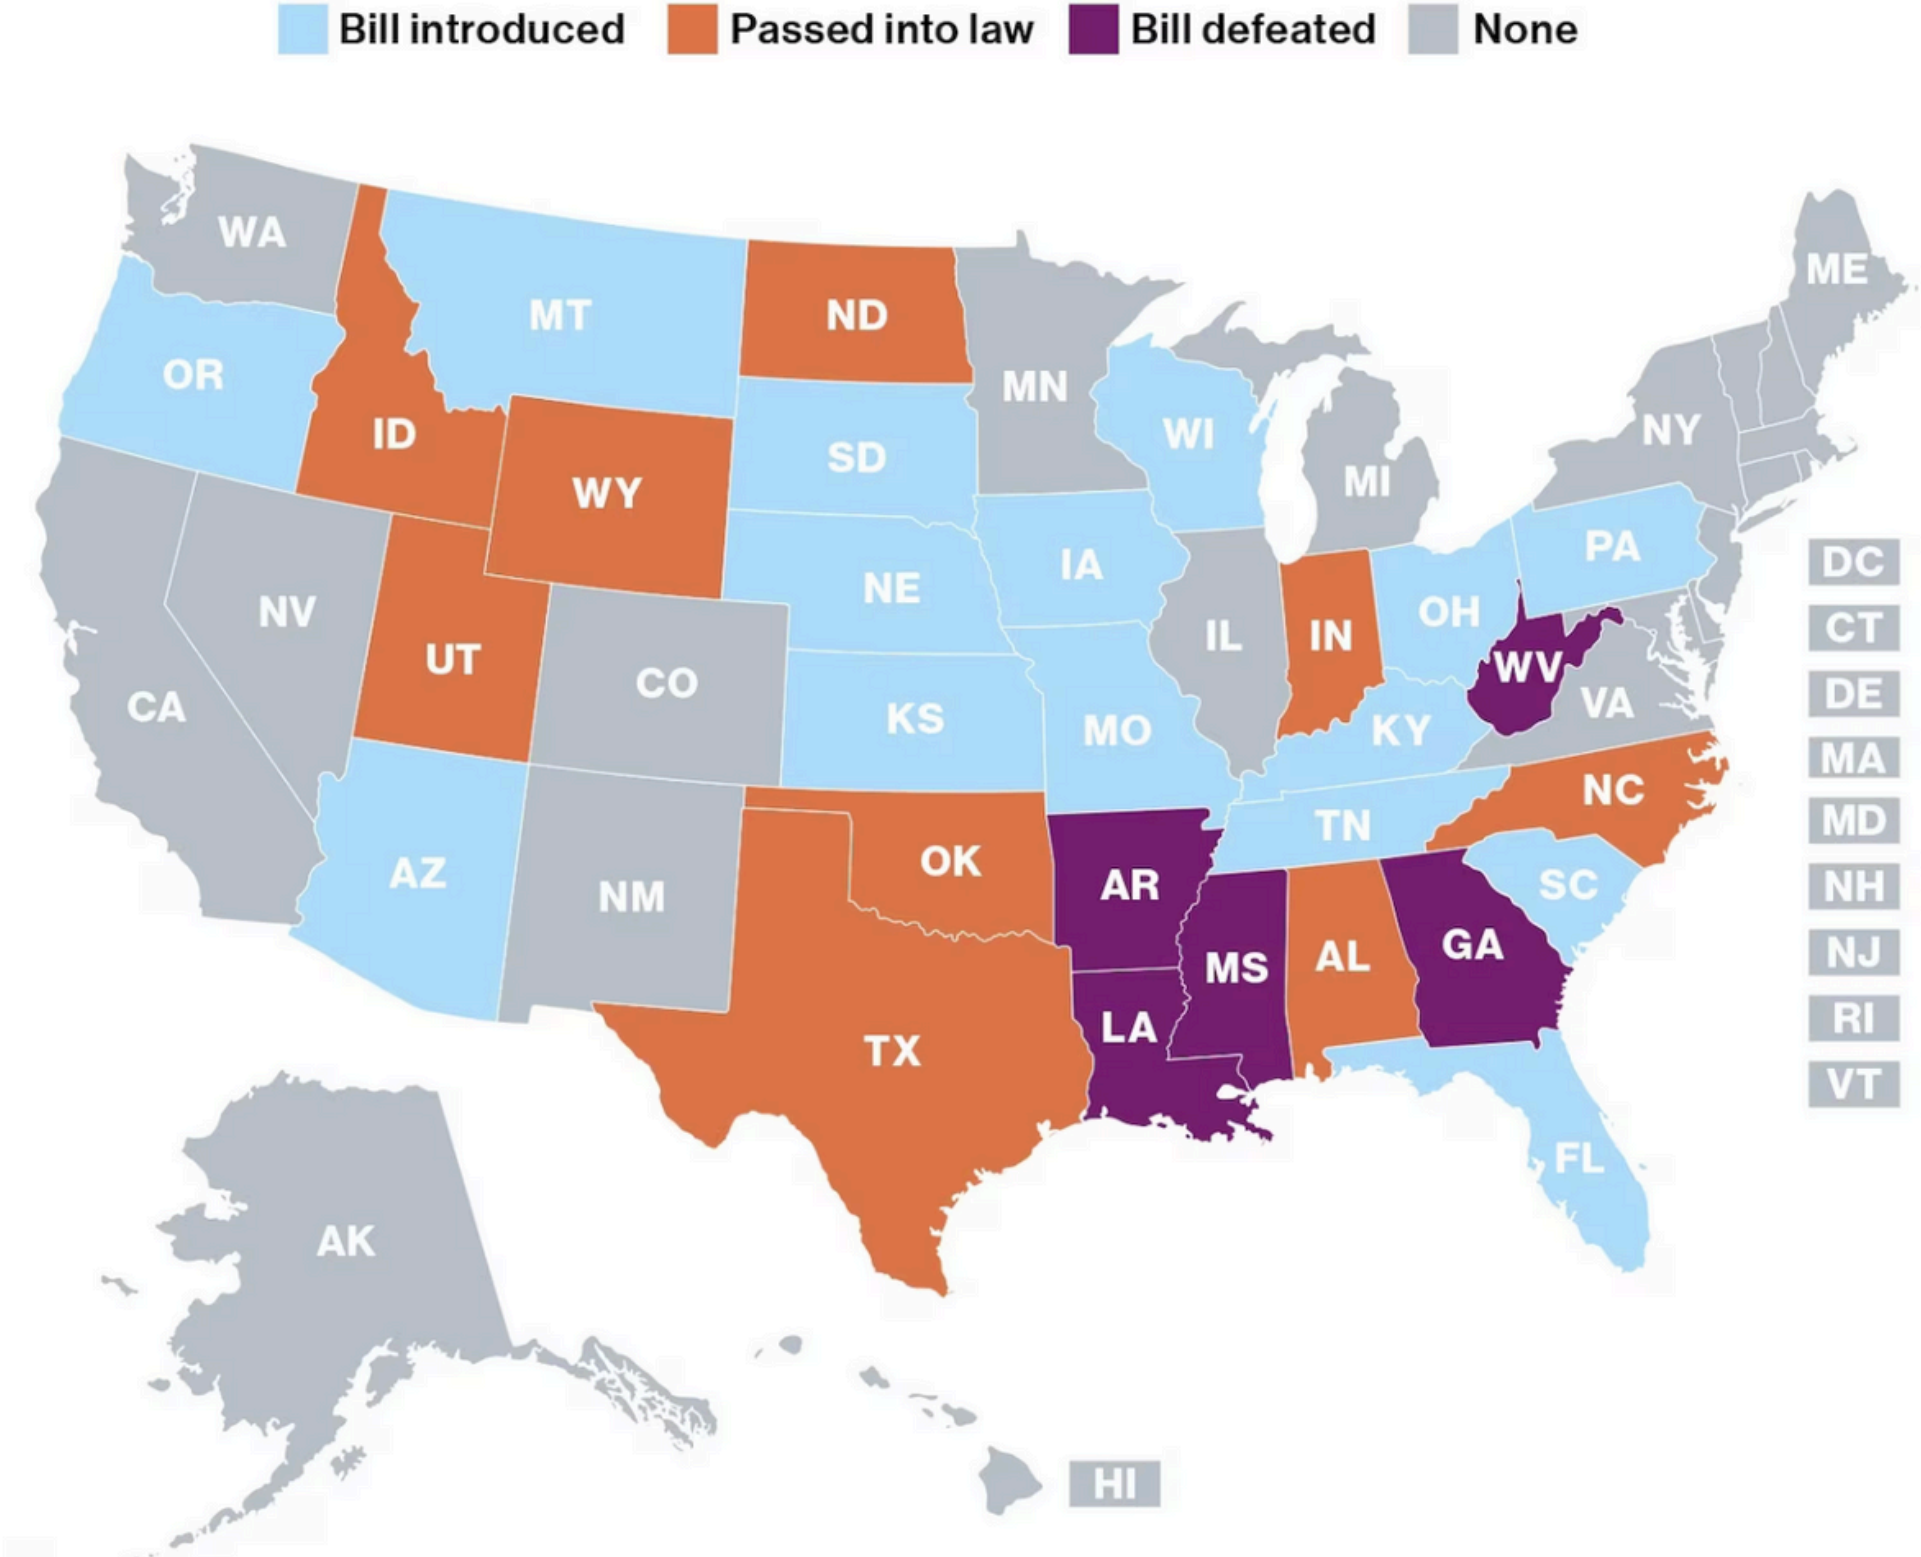 Bill introduced Passed into law Bill defeated None
WA
ME
MT
ND
OR
MN
ID
WI
NY
SD
MI
WY
PA
IA
DC
NE
NV
OH
IL
IN
CT
UT
WV
CO
DE
CA
VA
KS
MO
KY
MA
NC
TN
MD
OK
AZ
AR
SC
NH
NM
GA
MS
AL
NJ
LA
RI
TX
VT
FL
AK
HI